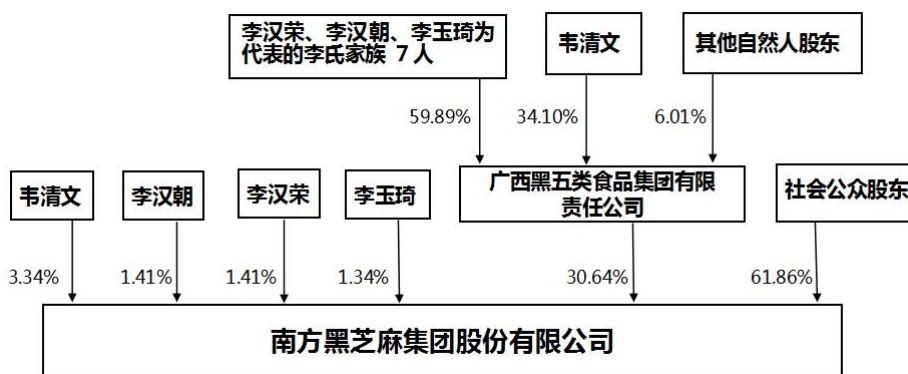 李汉荣、李汉朝、李玉琦为
代表的李氏家族 7 人
韦清文
其他自然人股东
59.89%
34.10%
6.01%
韦清文
李汉朝
李汉荣
李玉琦
广西黑五类食品集团有限
责任公司
社会公众股东
3.34%
1.41%
1.41%
1.34%
30.64%
61.86%
南方黑芝麻集团股份有限公司